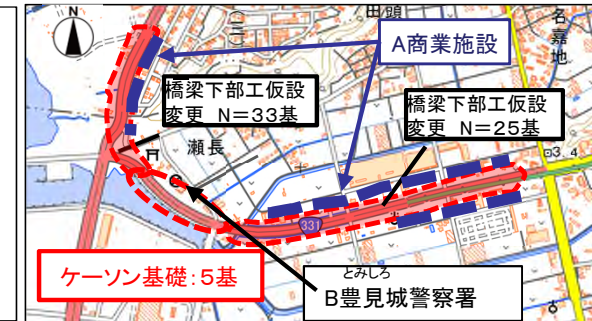 N
田頭
名嘉地
A商業施設
橋梁下部工仮設
変更 N＝33基
橋梁下部工仮設
変更 N＝25基
瀬長
3.4
331
ケーソン基礎：5基
とみしろ
B豊見城警察署